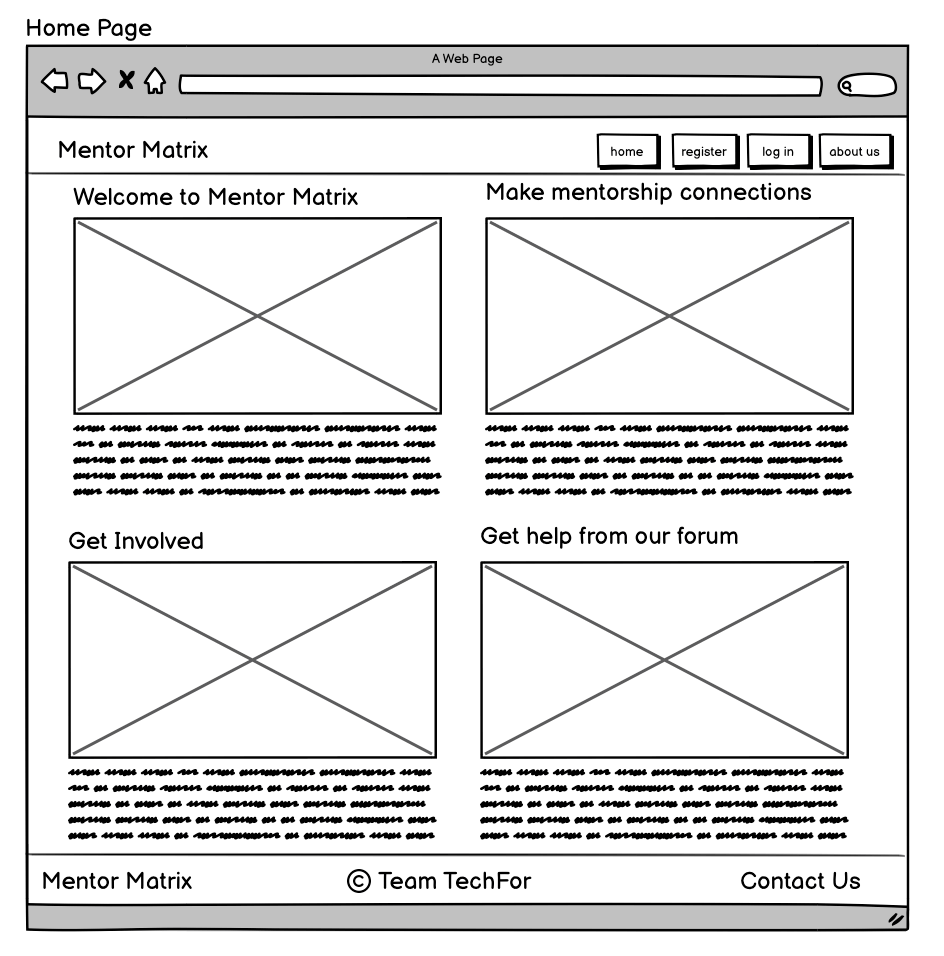 Home Page
A Web Page
Mentor Matrix
home
register
log in
about us
Welcome to Mentor Matrix
Make mentorship connections
Get Involved
Get help from our forum
Mentor Matrix
© Team TechFor
Contact Us